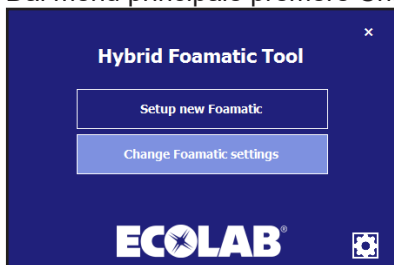 Dal menu principale premere
×
Hybrid Foamatic Tool
Setup new Foamatic
Change Foamatic settings
ECOLAB®